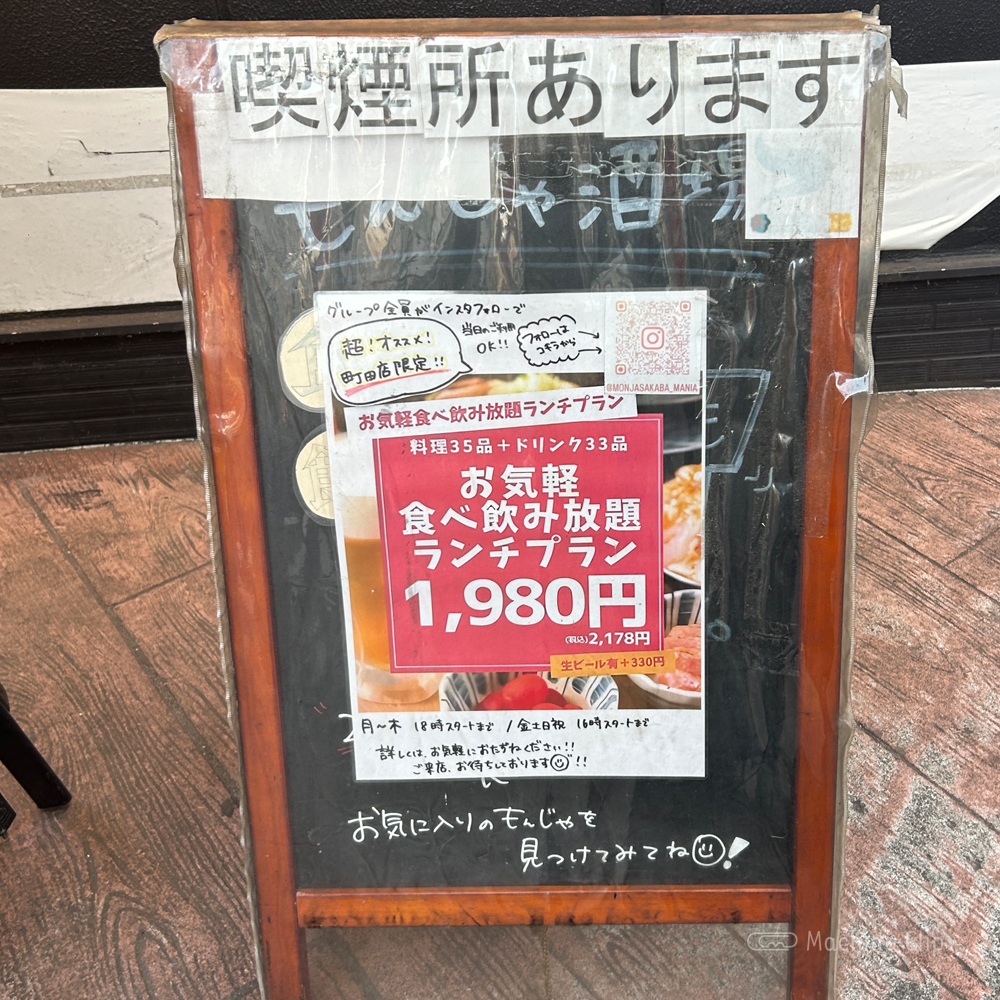 喫煙所あります
もんじゃ酒場
グループ全員がインスタフォローで
超！オススメ！
町田店限定！！
当日のご利用
OK！！
フォローは
コチラから
@MONJASAKABA_MANIA
お気軽食べ飲み放題ランチプラン
料理35品＋ドリンク33品
お気軽
食べ飲み放題
ランチプラン
1,980円
(税込)2,178円
生ビール有＋330円
月〜木 18時スタートまで / 金土日祝 16時スタートまで
詳しくは、お気軽におたずねください！！
ご来店、お待ちしております！！
お気に入りのもんじゃを
見つけてみてね！